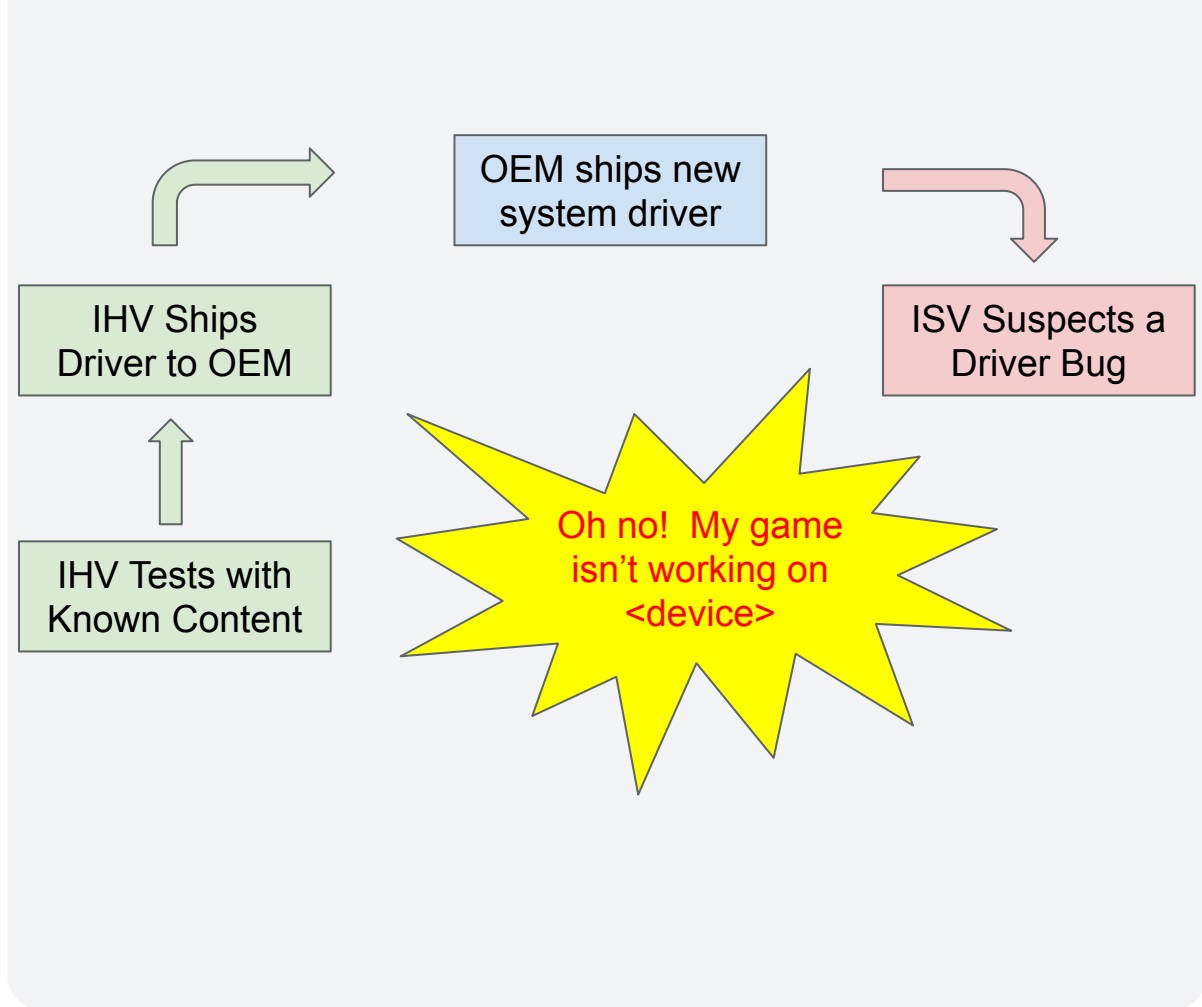 OEM ships new
system driver
IHV Ships
Driver to OEM
ISV Suspects a
Driver Bug
Oh no!  My game
isn't working on
<device>
IHV Tests with
Known Content